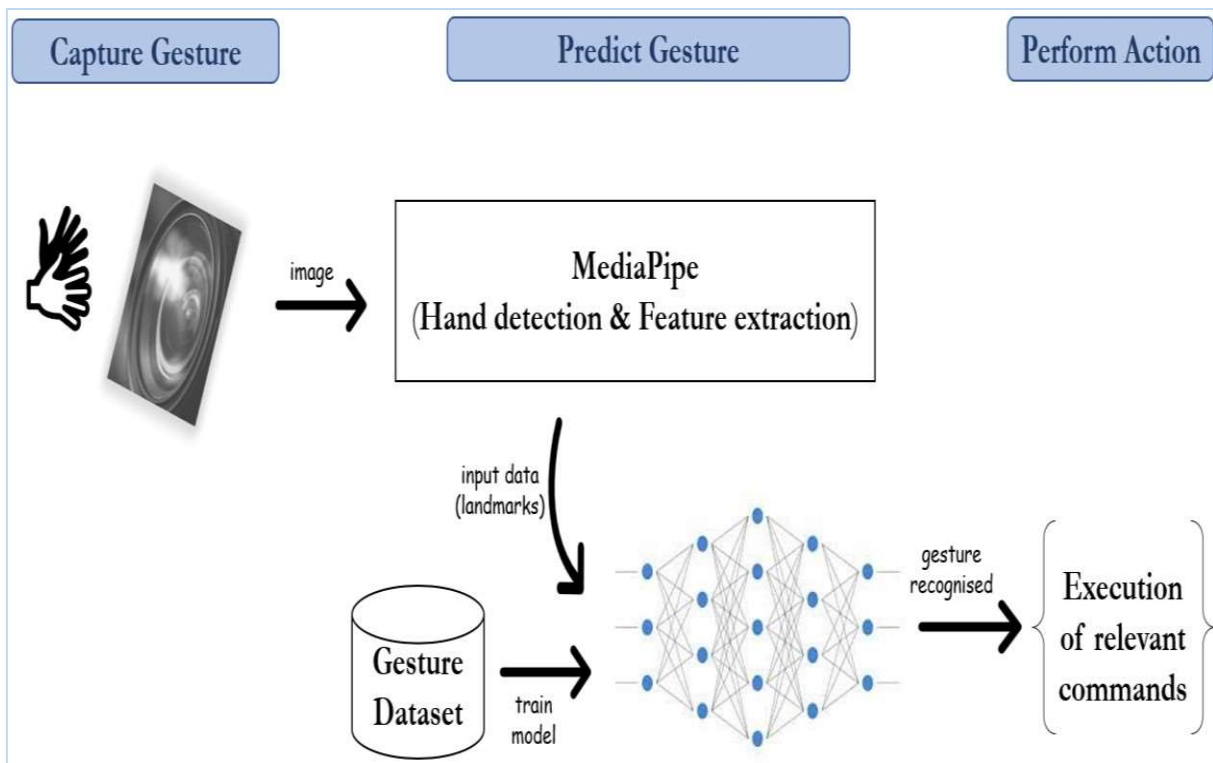 Capture Gesture
Predict Gesture
Perform Action
image
MediaPipe
(Hand detection & Feature extraction)
input data
(landmarks)
Gesture
Dataset
train
model
gesture
recognised
Execution
of relevant
commands